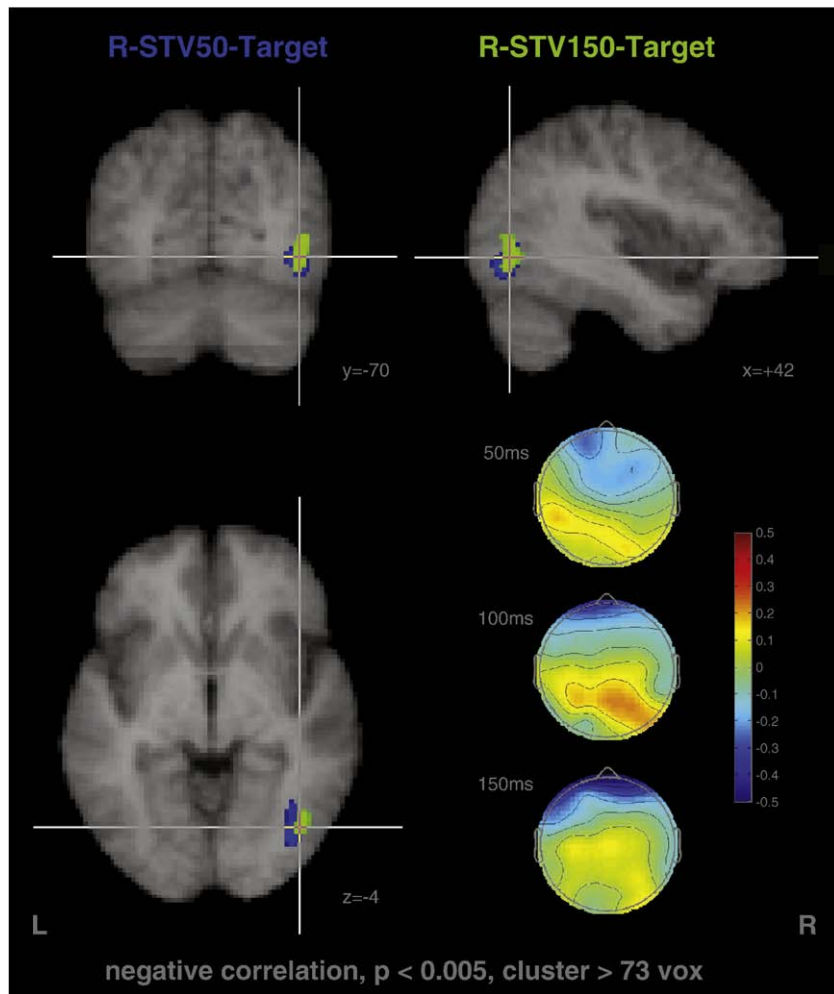 R-STV50-Target
R-STV150-Target
y=-70
x=+42
50ms
100ms
150ms
0.5
0.4
0.3
0.2
0.1
0
-0.1
-0.2
-0.3
-0.4
-0.5
z=-4
L
R
negative correlation, p < 0.005, cluster > 73 vox